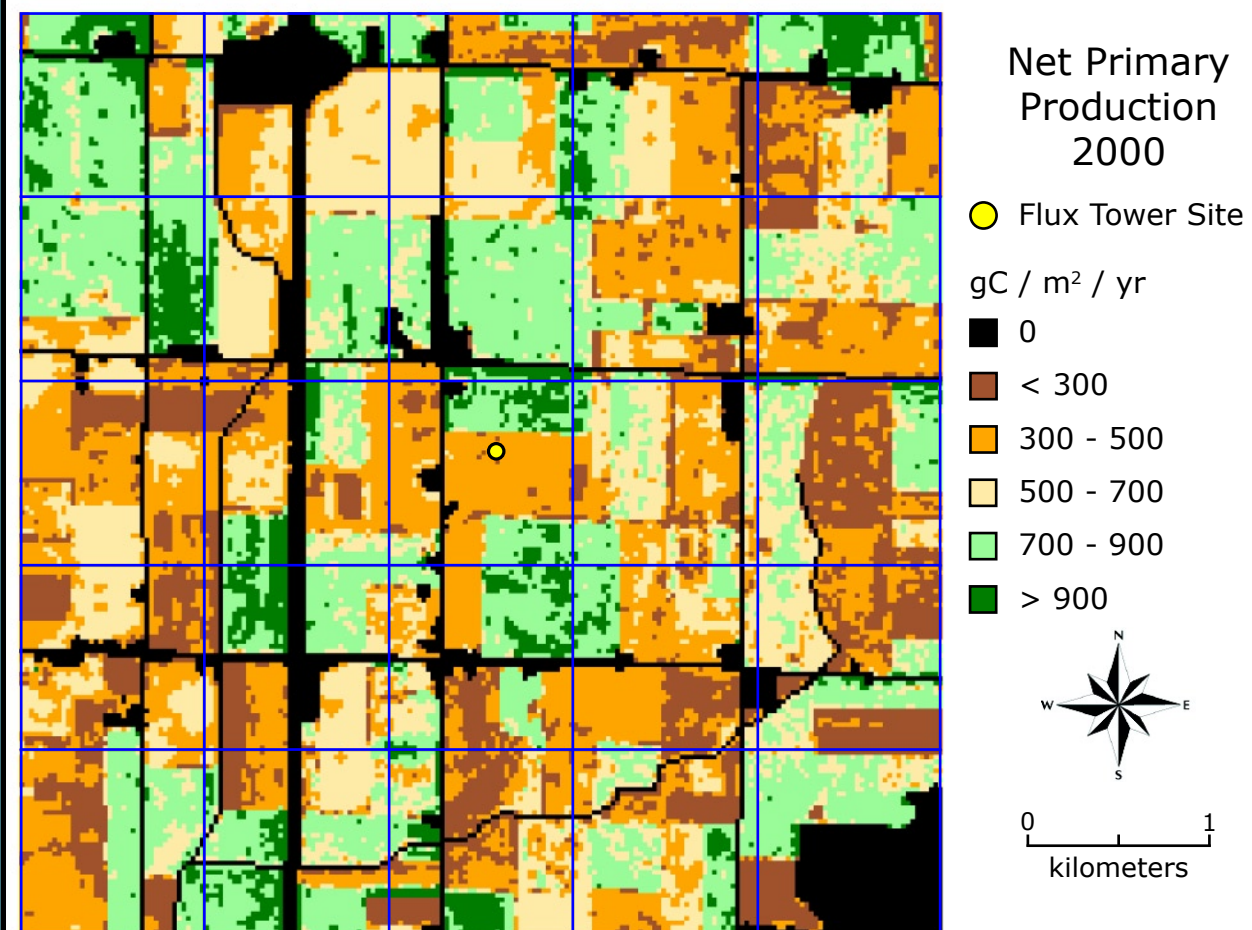 Net Primary
Production
2000
Flux Tower Site
gC / m² / yr
0
< 300
300 - 500
500 - 700
700 - 900
> 900
N
W E
S
0 1
kilometers